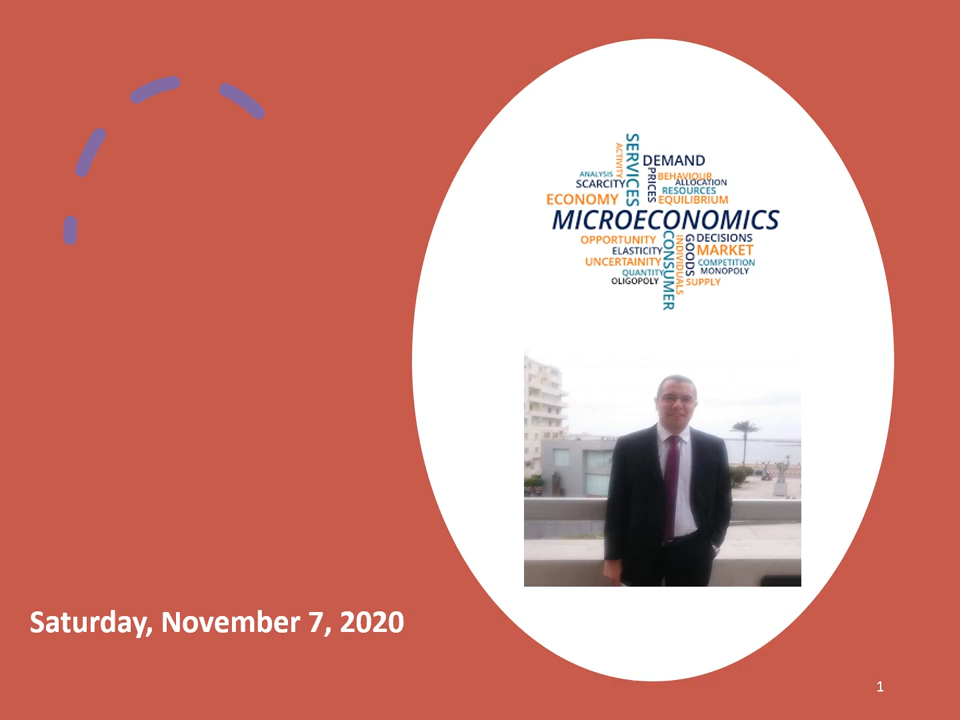 SERVICES
ACTIVITY
DEMAND
PRICES
ANALYSIS
BEHAVIOUR
SCARCITY
ALLOCATION
RESOURCES
ECONOMY
EQUILIBRIUM
MICROECONOMICS
OPPORTUNITY
CONSUMER
INDIVIDUALS
GOODS
DECISIONS
ELASTICITY
MARKET
UNCERTAINITY
COMPETITION
QUANTITY
MONOPOLY
OLIGOPOLY
SUPPLY
Saturday, November 7, 2020
1